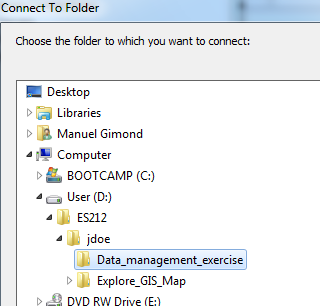 Connect To Folder
Choose the folder to which you want to connect:
Desktop
Libraries
Manuel Gimond
Computer
BOOTCAMP (C:)
User (D:)
ES212
jdoe
Data_management_exercise
Explore_GIS_Map
DVD RW Drive (E:)